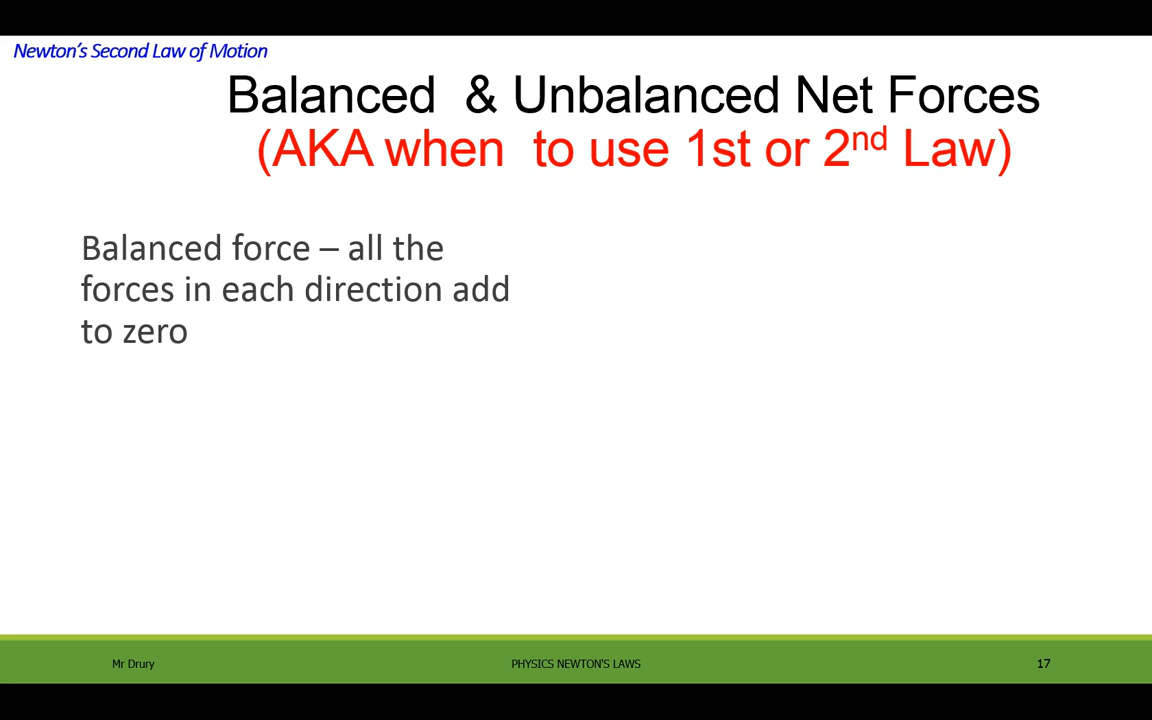 Newton's Second Law of Motion
Balanced & Unbalanced Net Forces
(AKA when to use 1st or 2nd Law)
Balanced force – all the
forces in each direction add
to zero
Mr Drury
PHYSICS NEWTON'S LAWS
17